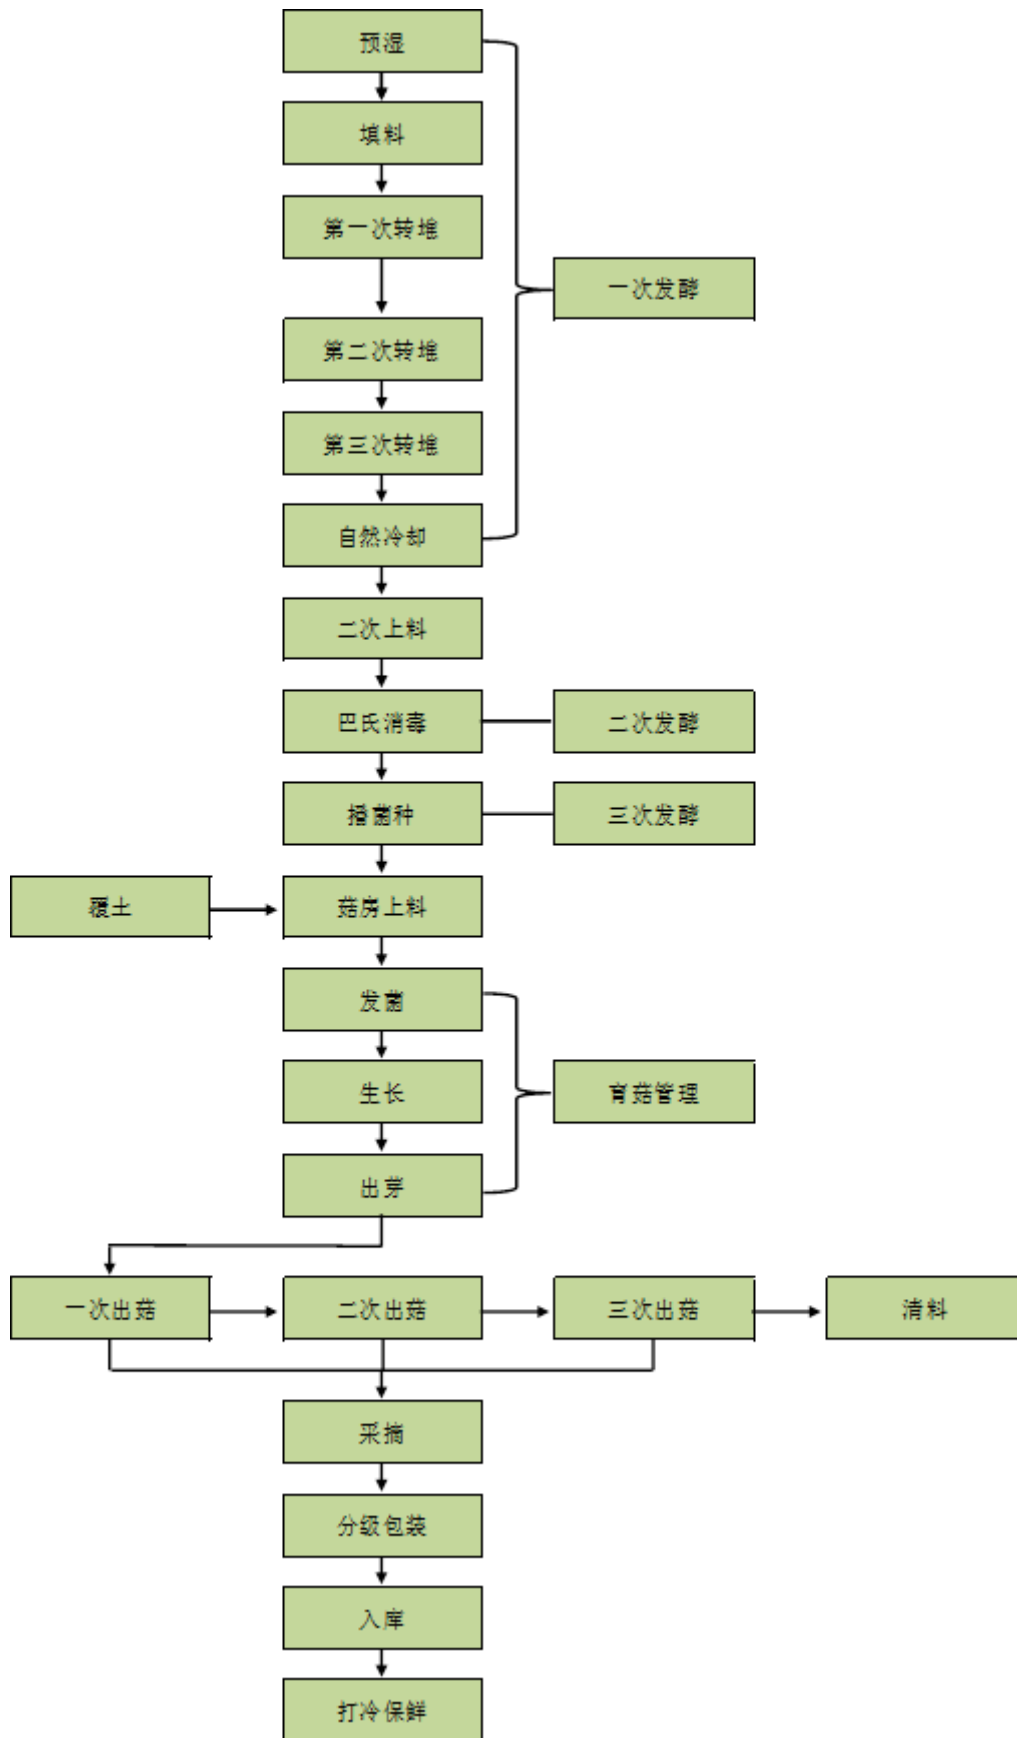 预湿
填料
第一次转堆
一次发酵
第二次转堆
第三次转堆
自然冷却
二次上料
巴氏消毒
二次发酵
播菌种
三次发酵
覆土
菇房上料
发菌
生长
育菇管理
出芽
一次出菇
二次出菇
三次出菇
清料
采摘
分级包装
入库
打冷保鲜